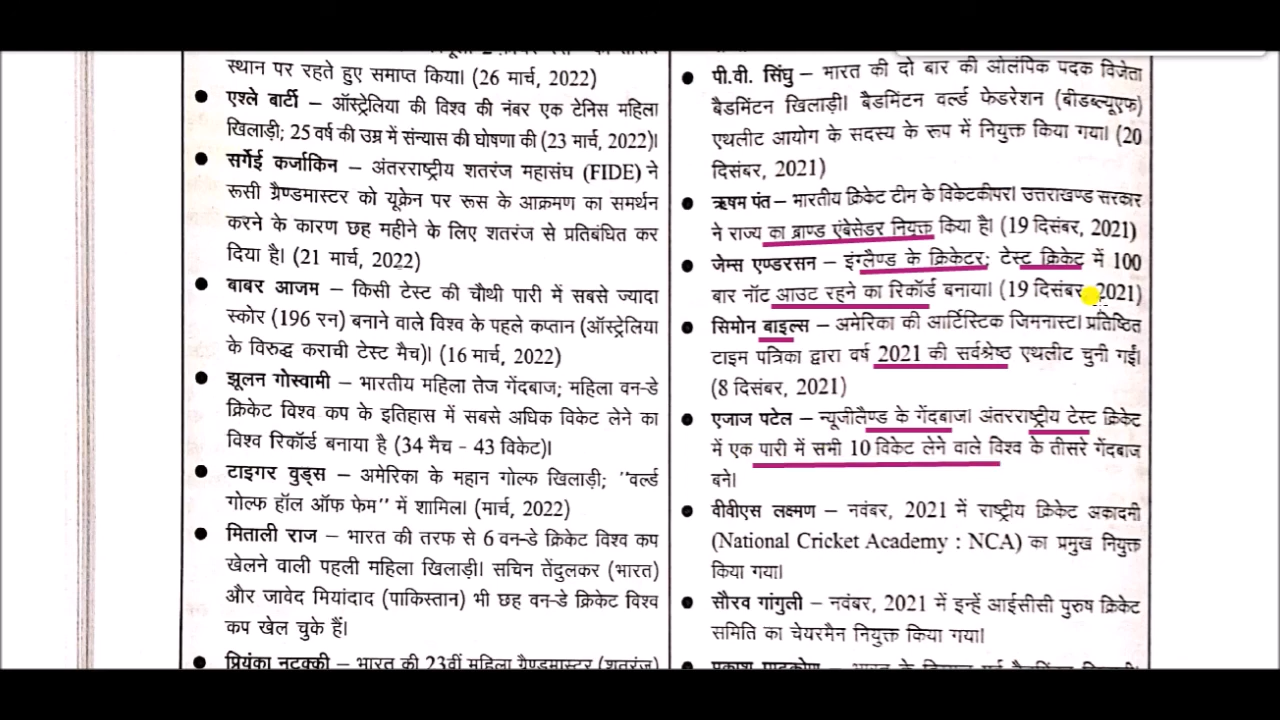 स्थान पर रहते हुए समाप्त किया। (26 मार्च, 2022)
● एश्ले बार्टी – ऑस्ट्रेलिया की विश्व की नंबर एक टेनिस महिला
खिलाड़ी; 25 वर्ष की उम्र में संन्यास की घोषणा की (23 मार्च, 2022)।
● सर्गेई कर्जाकिन – अंतरराष्ट्रीय शतरंज महासंघ (FIDE) ने
रूसी ग्रैण्डमास्टर को यूक्रेन पर रूस के आक्रमण का समर्थन
करने के कारण छह महीने के लिए शतरंज से प्रतिबंधित कर
दिया है। (21 मार्च, 2022)
● बाबर आजम – किसी टेस्ट की चौथी पारी में सबसे ज्यादा
स्कोर (196 रन) बनाने वाले विश्व के पहले कप्तान (ऑस्ट्रेलिया
के विरुद्ध कराची टेस्ट मैच)। (16 मार्च, 2022)
● झूलन गोस्वामी – भारतीय महिला तेज गेंदबाज; महिला वन-डे
क्रिकेट विश्व कप के इतिहास में सबसे अधिक विकेट लेने का
विश्व रिकॉर्ड बनाया है (34 मैच - 43 विकेट)।
● टाइगर वुड्स – अमेरिका के महान गोल्फ खिलाड़ी; "वर्ल्ड
गोल्फ हॉल ऑफ फेम" में शामिल। (मार्च, 2022)
● मिताली राज – भारत की तरफ से 6 वन-डे क्रिकेट विश्व कप
खेलने वाली पहली महिला खिलाड़ी। सचिन तेंदुलकर (भारत)
और जावेद मियांदाद (पाकिस्तान) भी छह वन-डे क्रिकेट विश्व
कप खेल चुके हैं।
● प्रियंका नटक्की – भारत की 23वीं महिला ग्रैण्डमास्टर (शतरंज)
● पी.वी. सिंधु – भारत की दो बार की ओलंपिक पदक विजेता
बैडमिंटन खिलाड़ी। बैडमिंटन वर्ल्ड फेडरेशन (बीडब्ल्यूएफ)
एथलीट आयोग के सदस्य के रूप में नियुक्त किया गया। (20
दिसंबर, 2021)
● ऋषभ पंत – भारतीय क्रिकेट टीम के विकेटकीपर। उत्तराखण्ड सरकार
ने राज्य का ब्राण्ड एंबेसेडर नियुक्त किया है। (19 दिसंबर, 2021)
● जेम्स एण्डरसन – इंग्लैण्ड के क्रिकेटर; टेस्ट क्रिकेट में 100
बार नॉट आउट रहने का रिकॉर्ड बनाया। (19 दिसंबर, 2021)
● सिमोन बाइल्स – अमेरिका की आर्टिस्टिक जिमनास्ट। प्रतिष्ठित
टाइम पत्रिका द्वारा वर्ष 2021 की सर्वश्रेष्ठ एथलीट चुनी गईं।
(8 दिसंबर, 2021)
● एजाज पटेल – न्यूजीलैण्ड के गेंदबाज। अंतरराष्ट्रीय टेस्ट क्रिकेट
में एक पारी में सभी 10 विकेट लेने वाले विश्व के तीसरे गेंदबाज
बने।
● वीवीएस लक्ष्मण – नवंबर, 2021 में राष्ट्रीय क्रिकेट अकादमी
(National Cricket Academy : NCA) का प्रमुख नियुक्त
किया गया।
● सौरव गांगुली – नवंबर, 2021 में इन्हें आईसीसी पुरुष क्रिकेट
समिति का चेयरमैन नियुक्त किया गया।